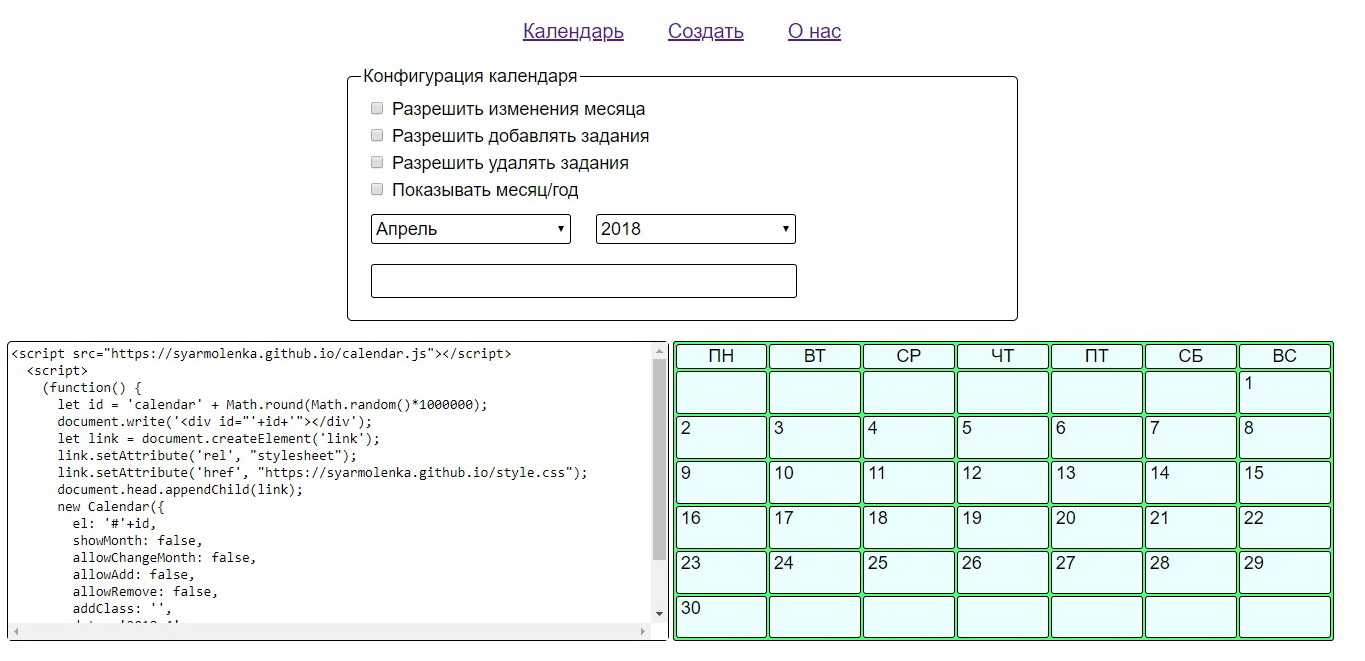 Календарь Создать О нас
Конфигурация календаря
Разрешить изменения месяца
Разрешить добавлять задания
Разрешить удалять задания
Показывать месяц/год
Апрель 2018
<script src="https://syarmolenka.github.io/calendar.js"></script>
<script>
(function() {
let id = 'calendar' + Math.round(Math.random()*1000000);
document.write('<div id="'+id+'"></div');
let link = document.createElement('link');
link.setAttribute('rel', "stylesheet");
link.setAttribute('href', "https://syarmolenka.github.io/style.css");
document.head.appendChild(link);
new Calendar({
el: '#'+id,
showMonth: false,
allowChangeMonth: false,
allowAdd: false,
allowRemove: false,
addClass: '',
ПН ВТ СР ЧТ ПТ СБ ВС
1
2 3 4 5 6 7 8
9 10 11 12 13 14 15
16 17 18 19 20 21 22
23 24 25 26 27 28 29
30